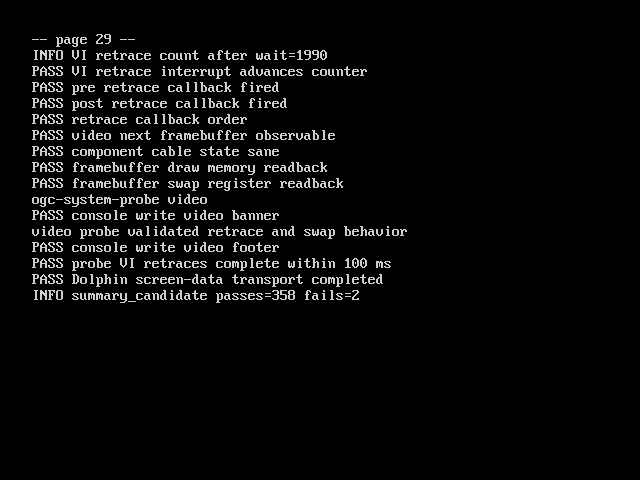 -- page 29 --
INFO VI retrace count after wait=1990
PASS VI retrace interrupt advances counter
PASS pre retrace callback fired
PASS post retrace callback fired
PASS retrace callback order
PASS video next framebuffer observable
PASS component cable state sane
PASS framebuffer draw memory readback
PASS framebuffer swap register readback
ogc-system-probe video
PASS console write video banner
video probe validated retrace and swap behavior
PASS console write video footer
PASS probe VI retraces complete within 100 ms
PASS Dolphin screen-data transport completed
INFO summary_candidate passes=358 fails=2